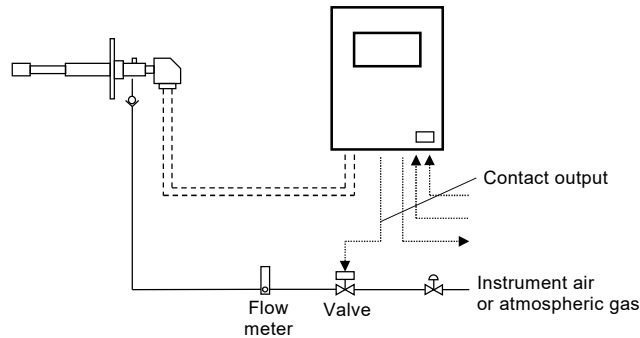 Contact output
Instrument air
or atmospheric gas
Flow
meter
Valve